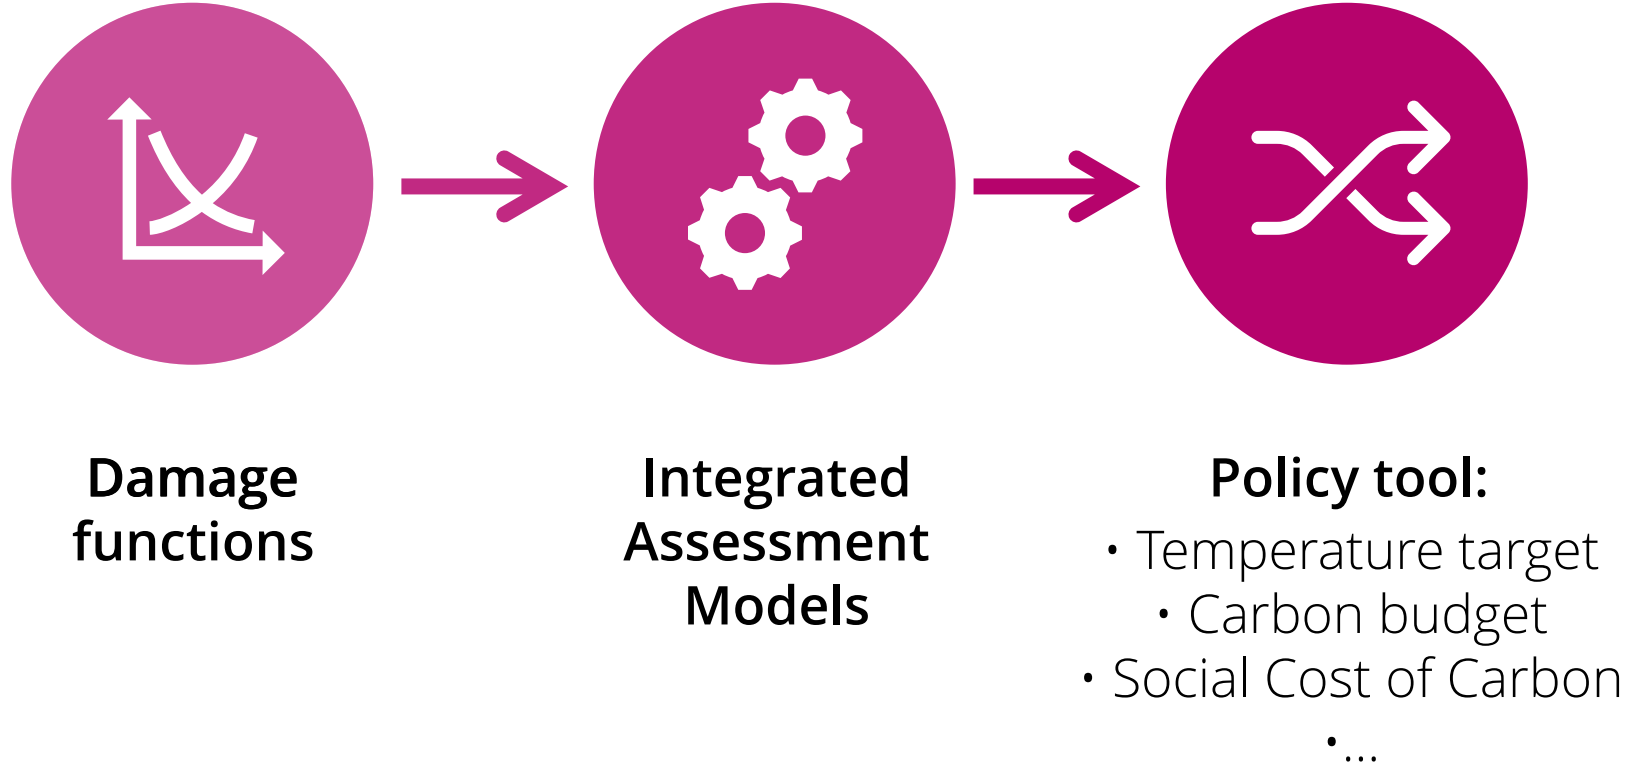 Damage
functions
Integrated
Assessment
Models
Policy tool:
• Temperature target
• Carbon budget
• Social Cost of Carbon
•...